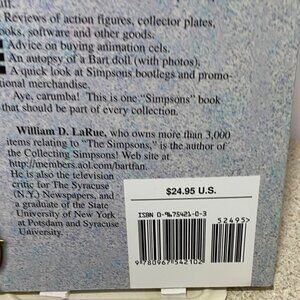 Reviews of action figures, collector plates,
books, software and other goods.
Advice on buying animation cels.
An autopsy of a Bart doll (with photos).
A quick look at Simpsons bootlegs and promo-
tional merchandise.
Aye, carumba! This is one "Simpsons" book
that should be part of every collection.
William D. LaRue, who owns more than 3,000
items relating to "The Simpsons," is the author of
the Collecting Simpsons! Web site at
http://members.aol.com/bartfan.
He is also the television
critic for The Syracuse
(N.Y.) Newspapers, and
a graduate of the State
University of New York
at Potsdam and Syracuse
University.
$24.95 U.S.
ISBN 0-9675421-0-3
52495>
9 780967 542102